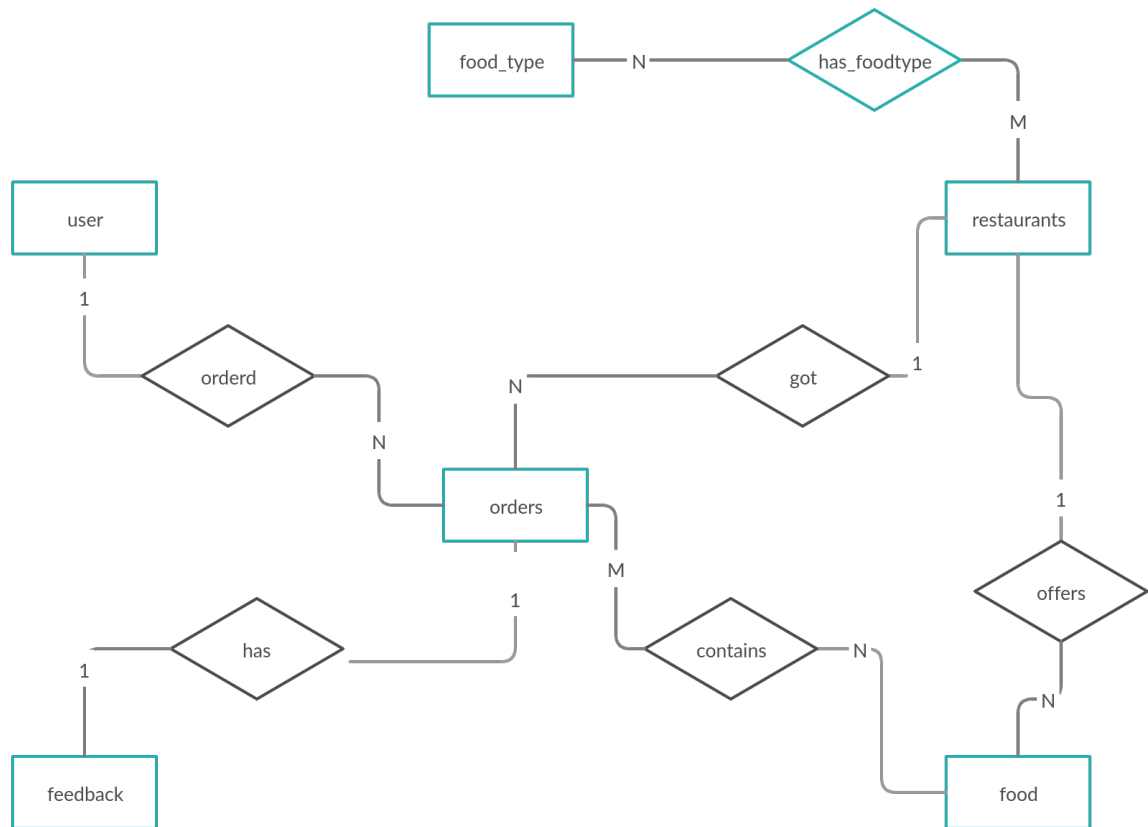 food_type
N
has_foodtype
M
user
restaurants
1
orderd
got
1
N
N
orders
1
M
1
offers
has
contains
N
1
N
feedback
food